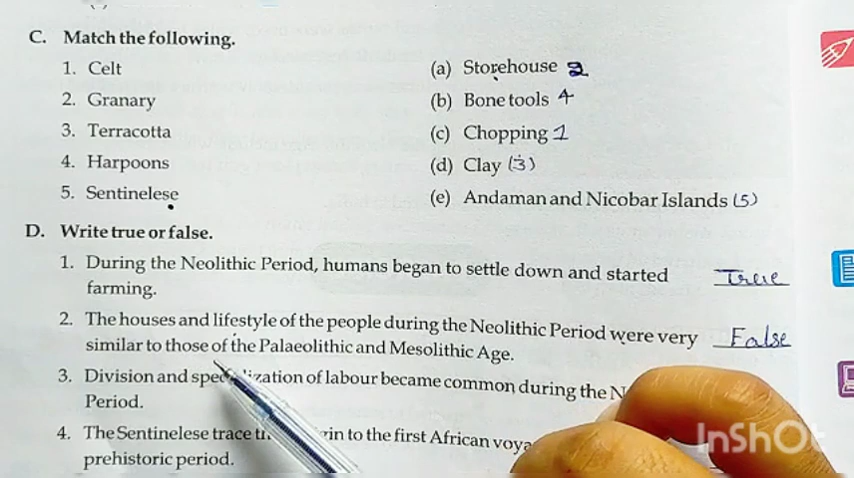 C. Match the following.
1. Celt (a) Storehouse 2
2. Granary (b) Bone tools 4
3. Terracotta (c) Chopping 1
4. Harpoons (d) Clay (3)
5. Sentinelese (e) Andaman and Nicobar Islands (5)
D. Write true or false.
1. During the Neolithic Period, humans began to settle down and started True
farming.
2. The houses and lifestyle of the people during the Neolithic Period were very False
similar to those of the Palaeolithic and Mesolithic Age.
3. Division and of labour became common during the
Period.
4. The Sentinelese trace to the first African
prehistoric period.
InShOt